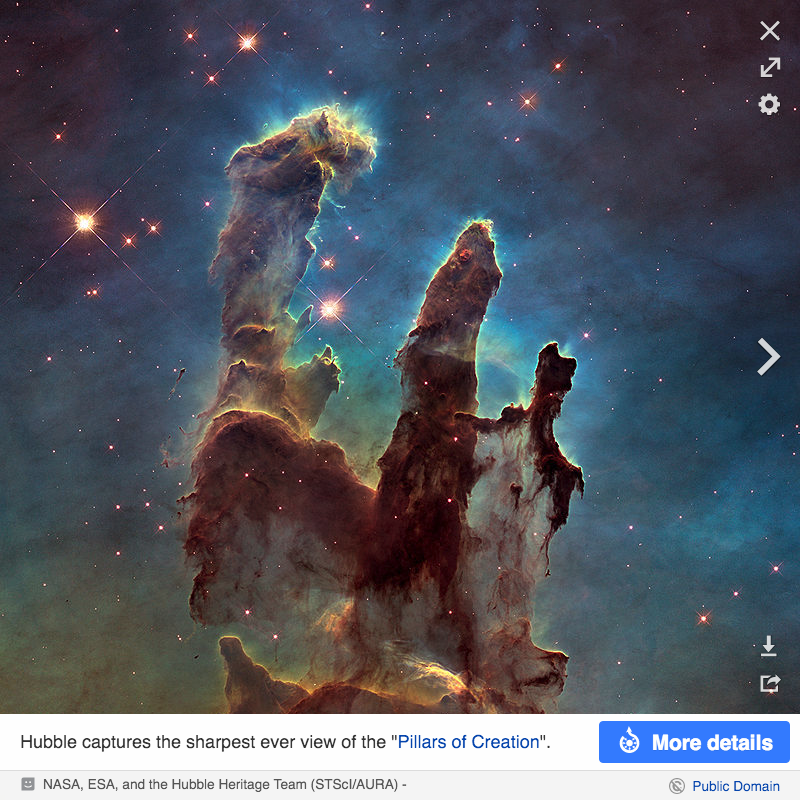 Hubble captures the sharpest ever view of the "Pillars of Creation".
More details
NASA, ESA, and the Hubble Heritage Team (STScI/AURA) -
Public Domain